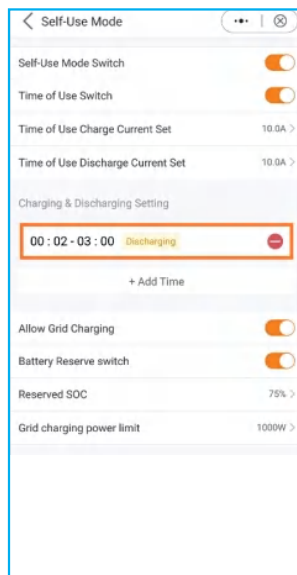 Self-Use Mode
Self-Use Mode Switch
Time of Use Switch
Time of Use Charge Current Set 10.0A >
Time of Use Discharge Current Set 10.0A >
Charging & Discharging Setting
00 : 02 - 03 : 00 Discharging
+ Add Time
Allow Grid Charging
Battery Reserve switch
Reserved SOC 75% >
Grid charging power limit 1000W >